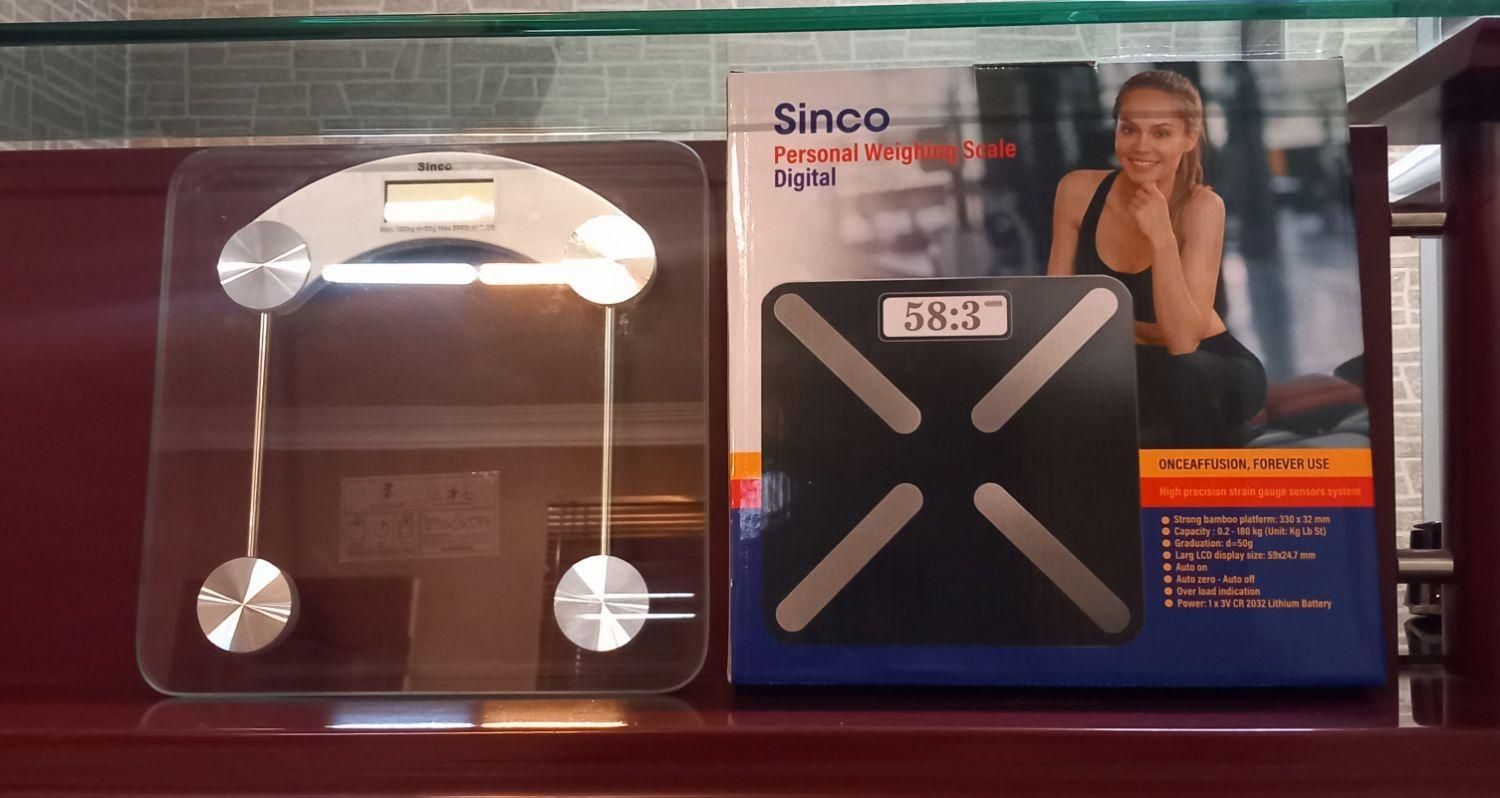 Sinco
Sinco
Personal Weighing Scale
Digital
58:3
ONCEAFFUSION, FOREVER USE
High precision strain gauge sensors system
Strong bamboo platform: 330 x 32 mm
Capacity : 0.2 - 180 kg (Unit: Kg Lb St)
Graduation: d=50g
Larg LCD display size: 59x24.7 mm
Auto on
Auto zero - Auto off
Over load indication
Power: 1 x 3V CR 2032 Lithium Battery